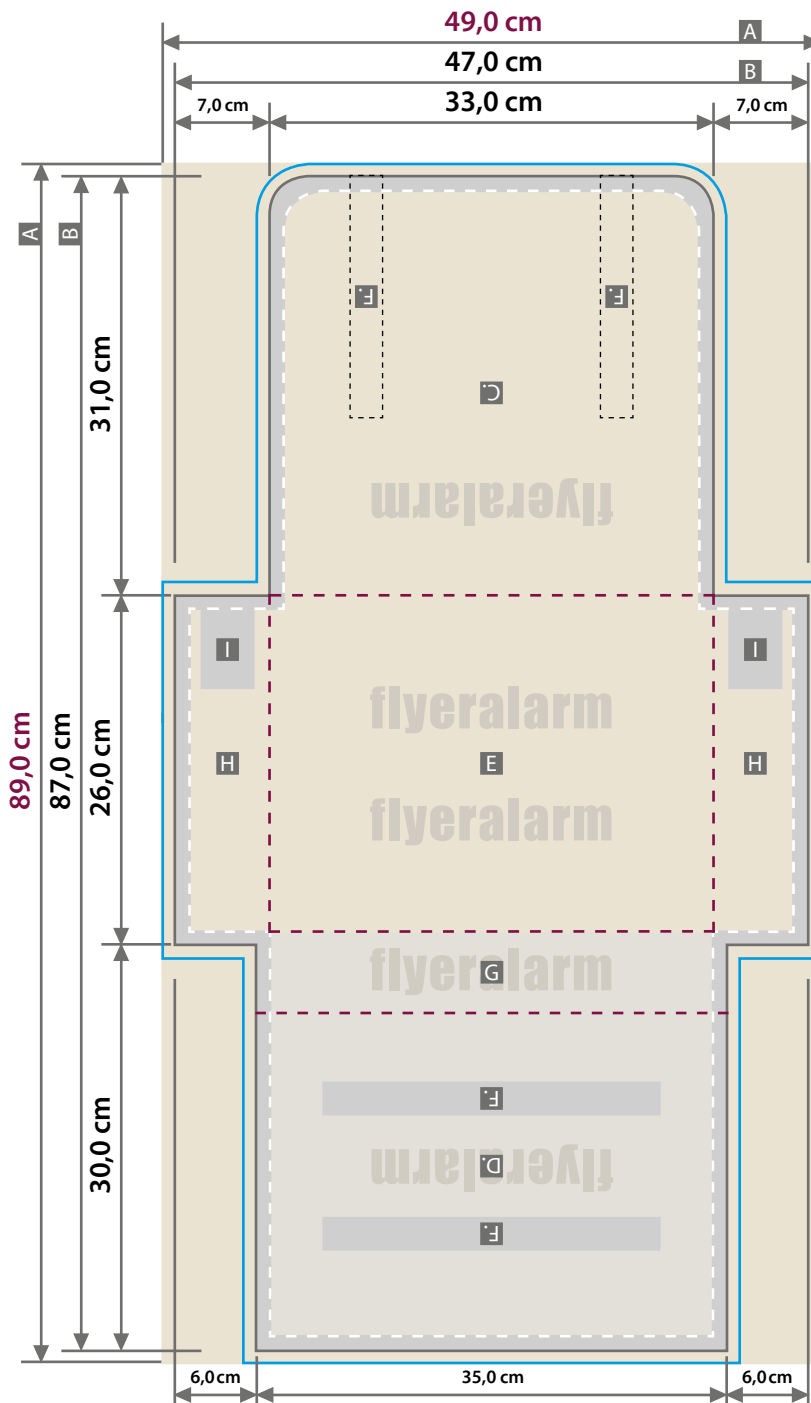 49,0 cm A
47,0 cm B
7,0 cm 33,0 cm 7,0 cm
A B
F. F.
31,0 cm
C.
flyeralarm
I I
flyeralarm
89,0 cm 87,0 cm 26,0 cm
H E H
flyeralarm
flyeralarm
G
F.
30,0 cm
flyeralarm
D.
F.
6,0 cm 35,0 cm 6,0 cm